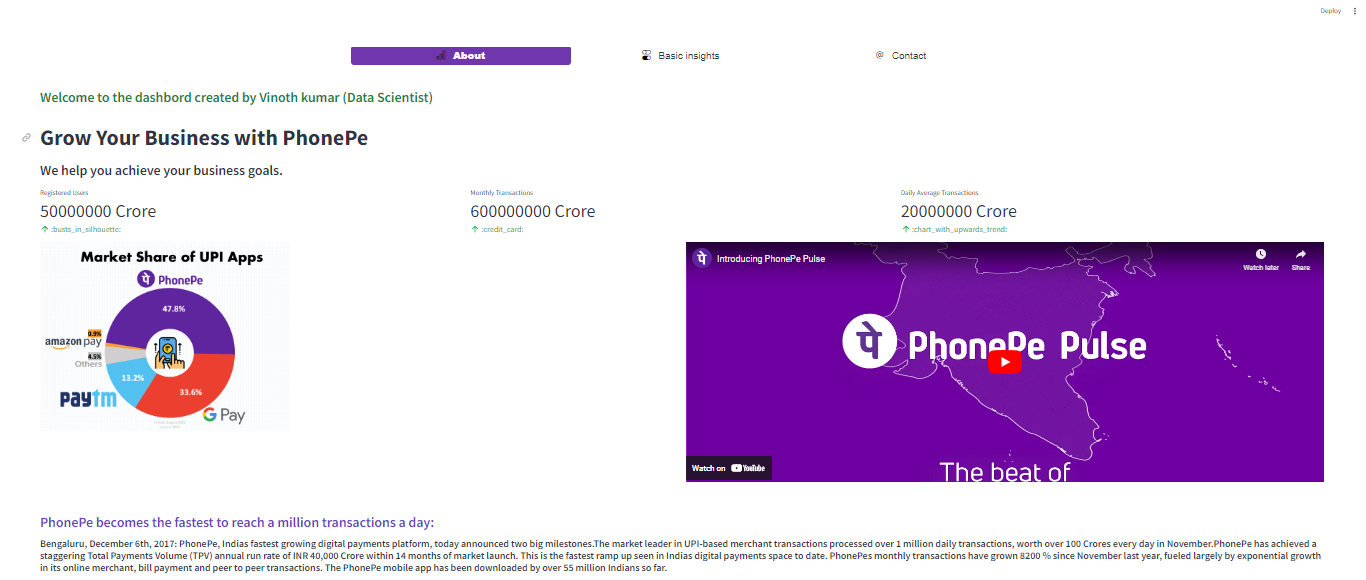 Deploy
About
Basic insights
@ Contact
Welcome to the dashbord created by Vinoth kumar (Data Scientist)
Grow Your Business with PhonePe
We help you achieve your business goals.
Registered Users
Monthly Transactions
Daily Average Transactions
50000000 Crore
600000000 Crore
20000000 Crore
:busts_in_silhouette:
:credit_card:
:chart_with_upwards_trend:
Market Share of UPI Apps
पे PhonePe
47.8%
0.9%
amazon pay
4.5%
Others
13.2%
33.6%
paytm
G Pay
पे Introducing PhonePe Pulse
Watch later
Share
पे PhonePe Pulse
The beat of
Watch on YouTube
PhonePe becomes the fastest to reach a million transactions a day:
Bengaluru, December 6th, 2017: PhonePe, Indias fastest growing digital payments platform, today announced two big milestones.The market leader in UPI-based merchant transactions processed over 1 million daily transactions, worth over 100 Crores every day in November.PhonePe has achieved a
staggering Total Payments Volume (TPV) annual run rate of INR 40,000 Crore within 14 months of market launch. This is the fastest ramp up seen in Indias digital payments space to date. PhonePes monthly transactions have grown 8200 % since November last year, fueled largely by exponential growth
in its online merchant, bill payment and peer to peer transactions. The PhonePe mobile app has been downloaded by over 55 million Indians so far.